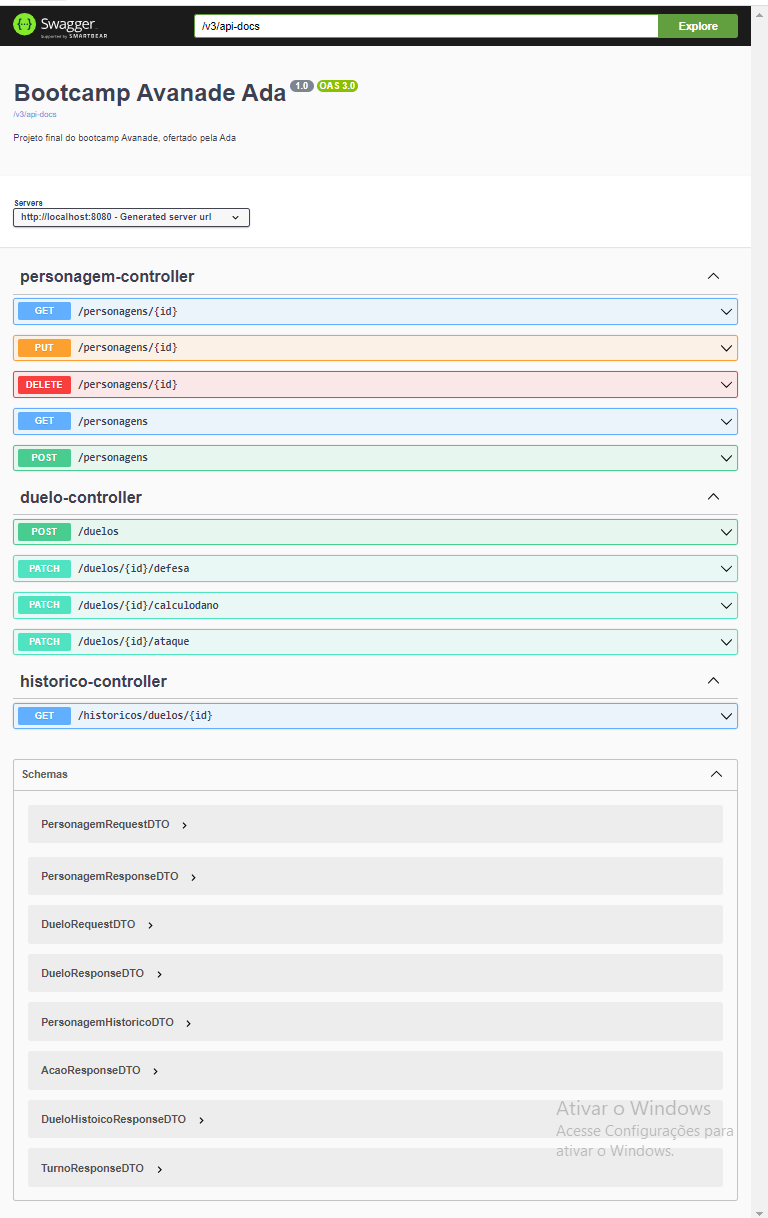 Swagger
Supported by SMARTBEAR
/v3/api-docs
Explore
Bootcamp Avanade Ada 1.0 OAS 3.0
/v3/api-docs
Projeto final do bootcamp Avanade, ofertado pela Ada
Servers
http://localhost:8080 - Generated server url
personagem-controller
GET /personagens/{id}
PUT /personagens/{id}
DELETE /personagens/{id}
GET /personagens
POST /personagens
duelo-controller
POST /duelos
PATCH /duelos/{id}/defesa
PATCH /duelos/{id}/calculodano
PATCH /duelos/{id}/ataque
historico-controller
GET /historicos/duelos/{id}
Schemas
PersonagemRequestDTO
PersonagemResponseDTO
DueloRequestDTO
DueloResponseDTO
PersonagemHistoricoDTO
AcaoResponseDTO
DueloHistoicoResponseDTO
TurnoResponseDTO
Ativar o Windows
Acesse Configurações para
ativar o Windows.